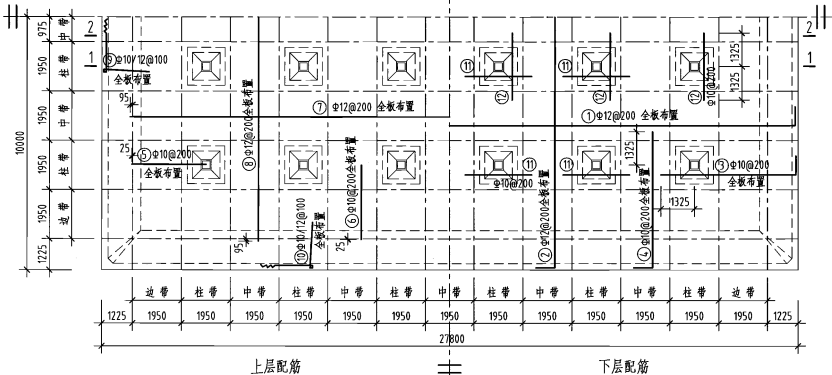 975 中带
2 2
1950 柱带
1 1
⑨Φ10/12@100
全板布置
⑪ ⑪
⑫ ⑫ ⑫
Φ10@200
1325
1325
10000
95
1950 中带
⑦Φ12@200 全板布置
①Φ12@200 全板布置
⑧Φ12@200全板布置
25
1950 柱带
⑤Φ10@200
全板布置
⑪ ⑪
Φ10@200
1325
③Φ10@200
全板布置
⑥Φ10@200全板布置
1950 边带
1325
⑩Φ10/12@100
全板布置
②Φ12@200全板布置
④Φ10@200全板布置
95
25
1225
边带 柱带 中带 柱带 中带 柱带 中带 柱带 中带 柱带 中带 柱带 边带
1225 1950 1950 1950 1950 1950 1950 1950 1950 1950 1950 1950 1950 1950 1225
27800
上层配筋 下层配筋